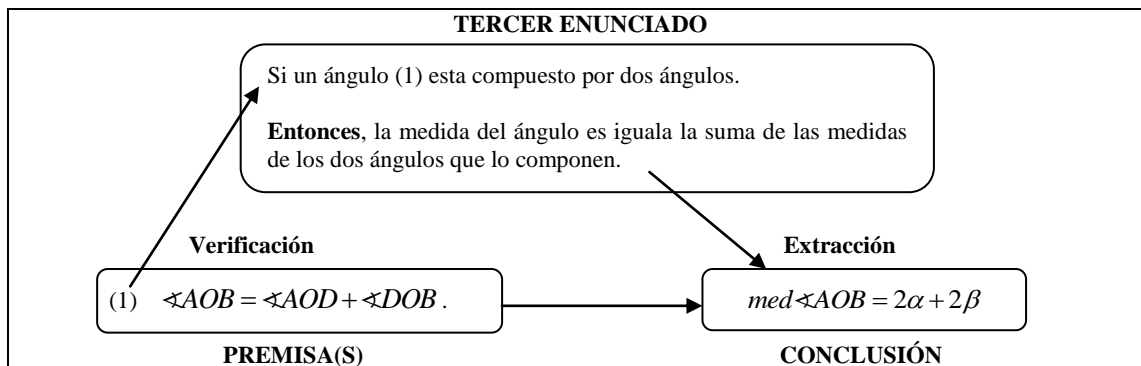 TERCER ENUNCIADO
Si un ángulo (1) esta compuesto por dos ángulos.
Entonces, la medida del ángulo es iguala la suma de las medidas
de los dos ángulos que lo componen.
Verificación
Extracción
(1) ∢AOB = ∢AOD + ∢DOB .
med∢AOB = 2α + 2β
PREMISA(S)
CONCLUSIÓN